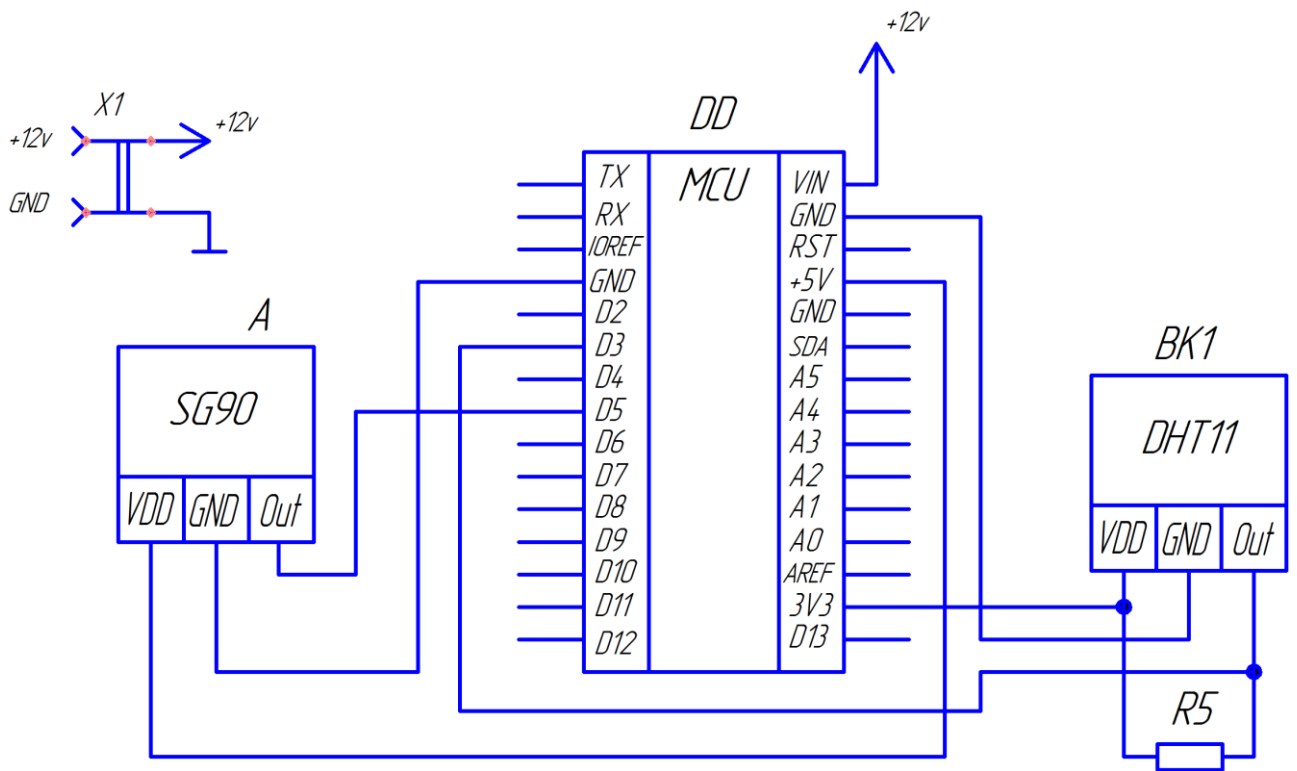 +12v
X1
+12v
+12v
GND
DD
MCU
TX
RX
IOREF
GND
D2
D3
D4
D5
D6
D7
D8
D9
D10
D11
D12
VIN
GND
RST
+5V
GND
SDA
A5
A4
A3
A2
A1
A0
AREF
3V3
D13
A
SG90
VDD GND Out
BK1
DHT11
VDD GND Out
R5